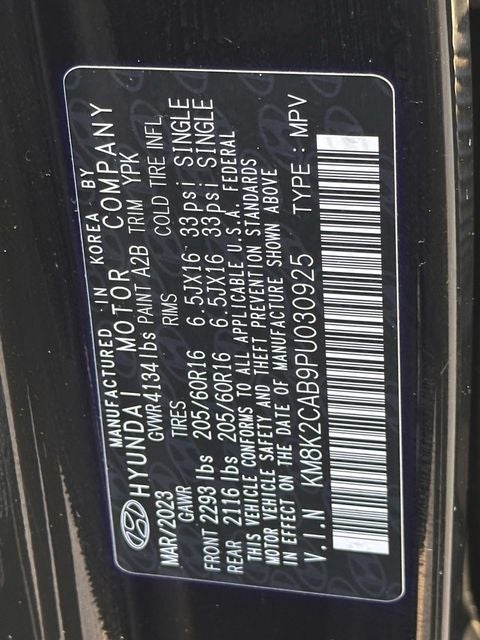 MANUFACTURED IN KOREA BY
HYUNDAI MOTOR COMPANY
MAR/2023 GVWR 4134 lbs PAINT A2B TRIM YPK
GAWR TIRES RIMS COLD TIRE INFL
FRONT 2293 lbs 205/60R16 6.5JX16 33psi SINGLE
REAR 2116 lbs 205/60R16 6.5JX16 33psi SINGLE
THIS VEHICLE CONFORMS TO ALL APPLICABLE U.S.A. FEDERAL
MOTOR VEHICLE SAFETY AND THEFT PREVENTION STANDARDS
IN EFFECT ON THE DATE OF MANUFACTURE SHOWN ABOVE
V.I.N KM8K2CAB9PU030925 TYPE : MPV